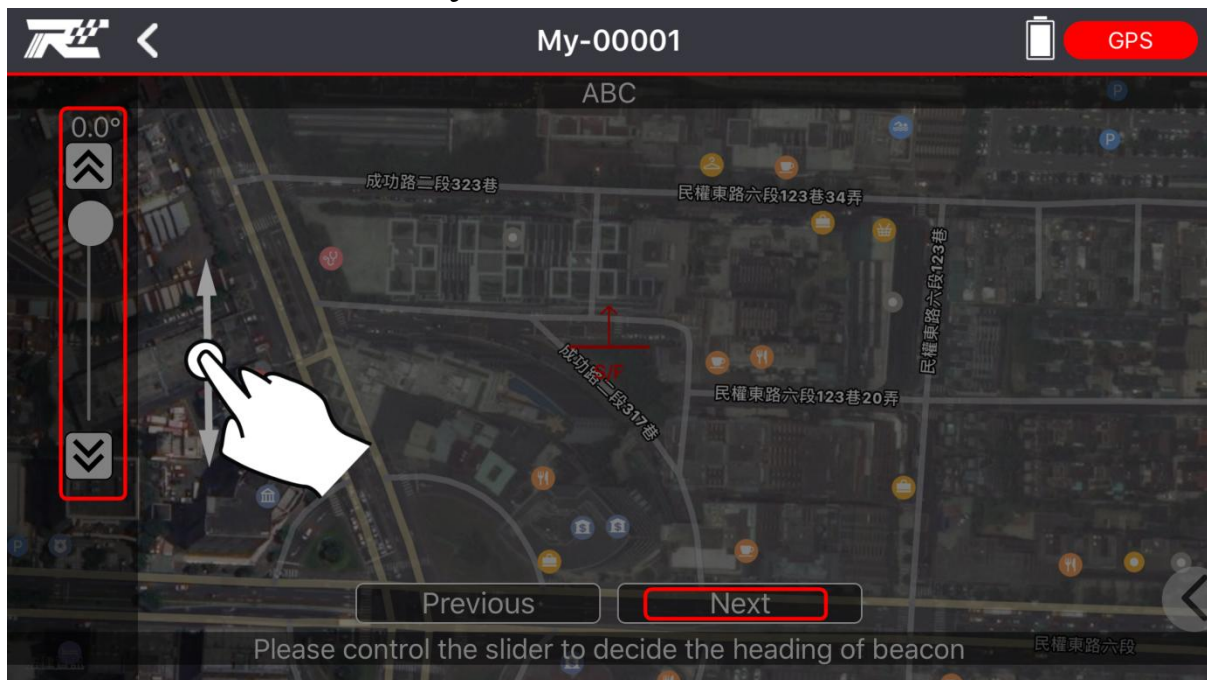 My-00001
GPS
ABC
0.0°
P
P
成功路二段323巷
民權東路六段123巷34弄
民權東路六段123巷
S/F
成功路二段317巷
民權東路六段123巷20弄
$ $
P
Previous
Next
Please control the slider to decide the heading of beacon
民權東路六段